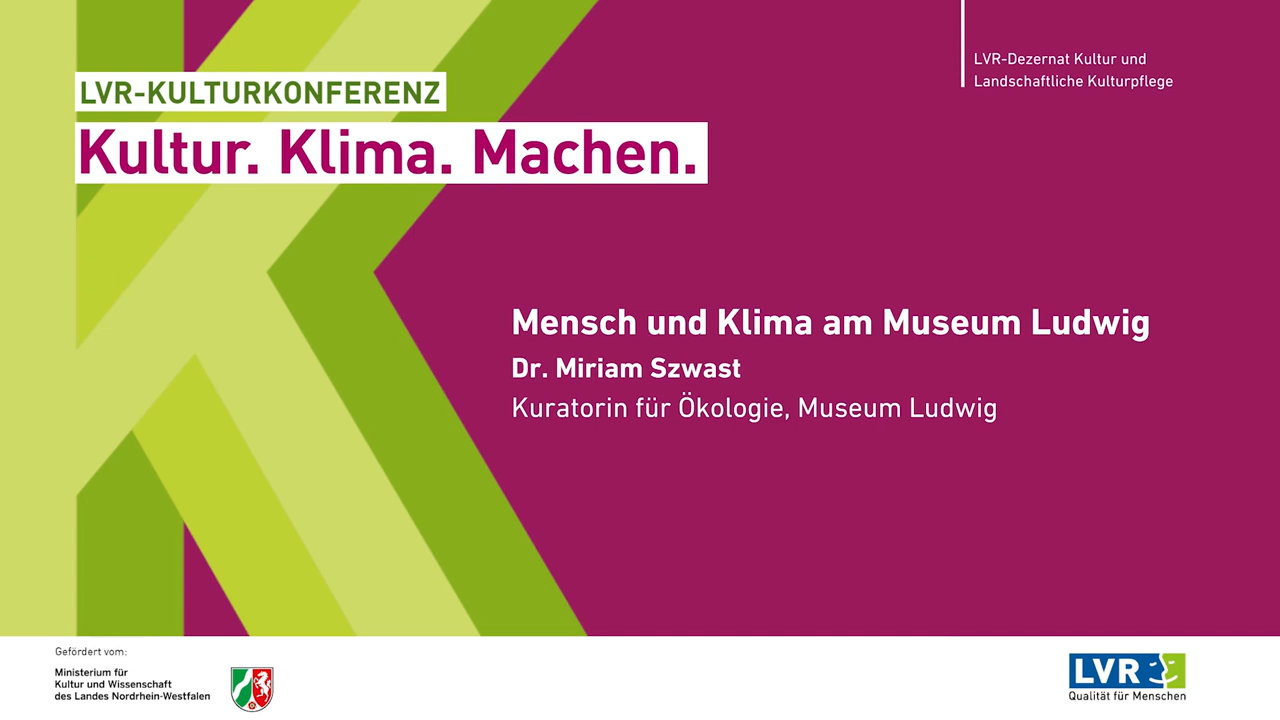 LVR-Dezernat Kultur und
Landschaftliche Kulturpflege
LVR-KULTURKONFERENZ
Kultur. Klima. Machen.
Mensch und Klima am Museum Ludwig
Dr. Miriam Szwast
Kuratorin für Ökologie, Museum Ludwig
Gefördert vom:
Ministerium für
Kultur und Wissenschaft
des Landes Nordrhein-Westfalen
LVR
Qualität für Menschen